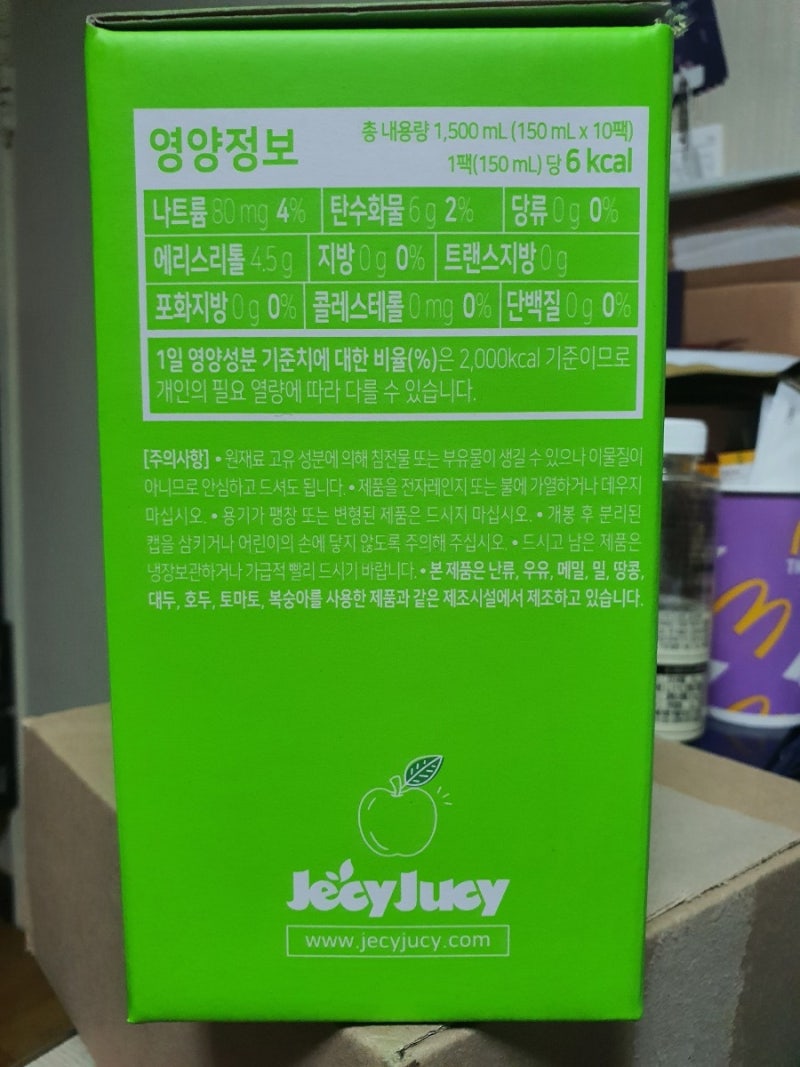 영양정보
총 내용량 1,500 mL (150 mL x 10팩)
1팩(150 mL) 당 6 kcal
나트륨 80 mg 4% 탄수화물 6 g 2% 당류 0 g 0%
에리스리톨 4.5 g 지방 0 g 0% 트랜스지방 0 g
포화지방 0 g 0% 콜레스테롤 0 mg 0% 단백질 0 g 0%
1일 영양성분 기준치에 대한 비율(%)은 2,000kcal 기준이므로
개인의 필요 열량에 따라 다를 수 있습니다.
[주의사항] • 원재료 고유 성분에 의해 침전물 또는 부유물이 생길 수 있으나 이물질이
아니므로 안심하고 드셔도 됩니다. • 제품을 전자레인지 또는 불에 가열하거나 데우지
마십시오. • 용기가 팽창 또는 변형된 제품은 드시지 마십시오. • 개봉 후 분리된
캡을 삼키거나 어린이의 손에 닿지 않도록 주의해 주십시오. • 드시고 남은 제품은
냉장보관하거나 가급적 빨리 드시기 바랍니다. • 본 제품은 난류, 우유, 메밀, 밀, 땅콩,
대두, 호두, 토마토, 복숭아를 사용한 제품과 같은 제조시설에서 제조하고 있습니다.
JecyJucy
www.jecyjucy.com